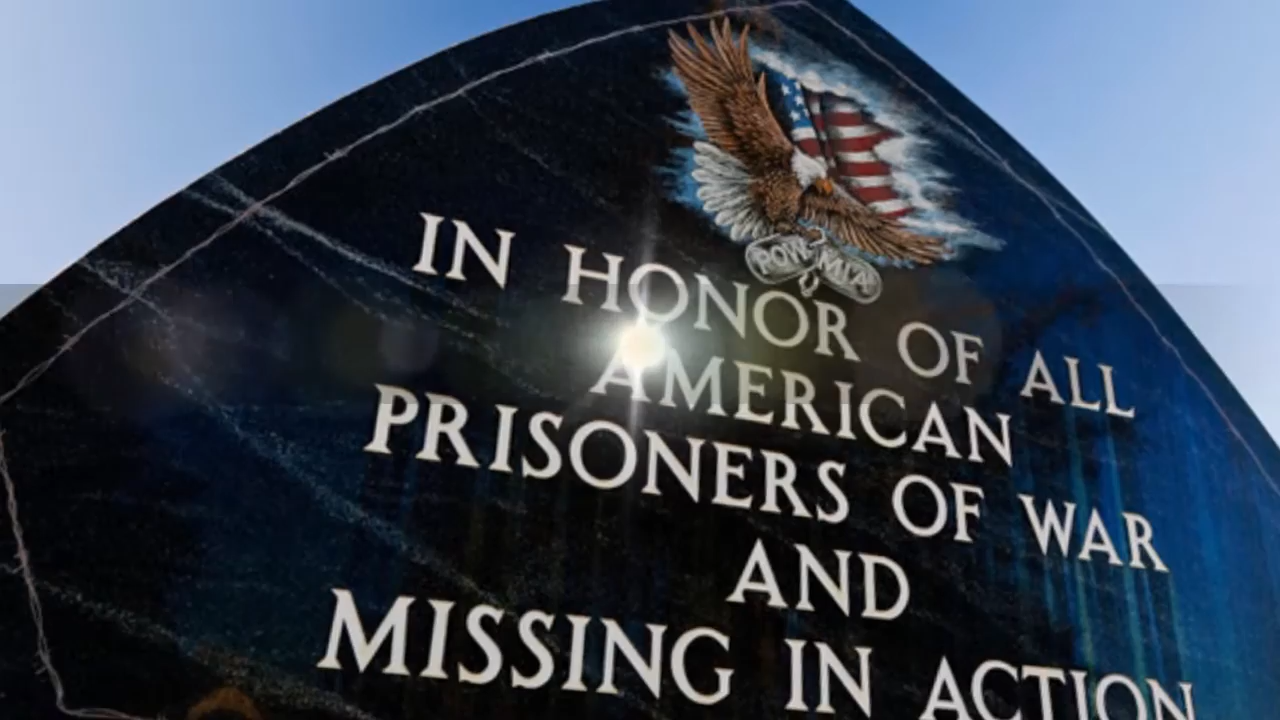 POW MIA
IN HONOR OF ALL
AMERICAN
PRISONERS OF WAR
AND
MISSING IN ACTION